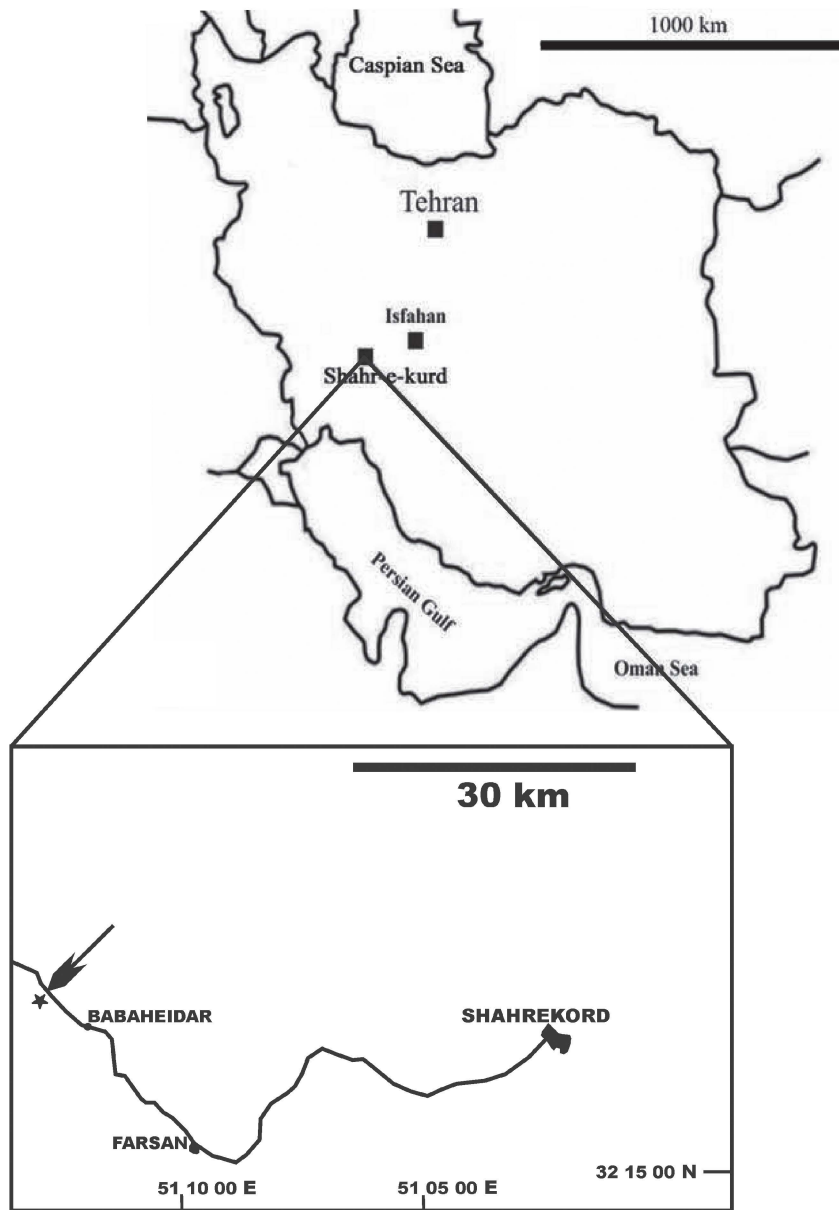 1000 km
Caspian Sea
Tehran
Isfahan
Shahr-e-kurd
Persian Gulf
Oman Sea
30 km
BABAHEIDAR
SHAHREKORD
FARSAN
32 15 00 N
51 10 00 E
51 05 00 E